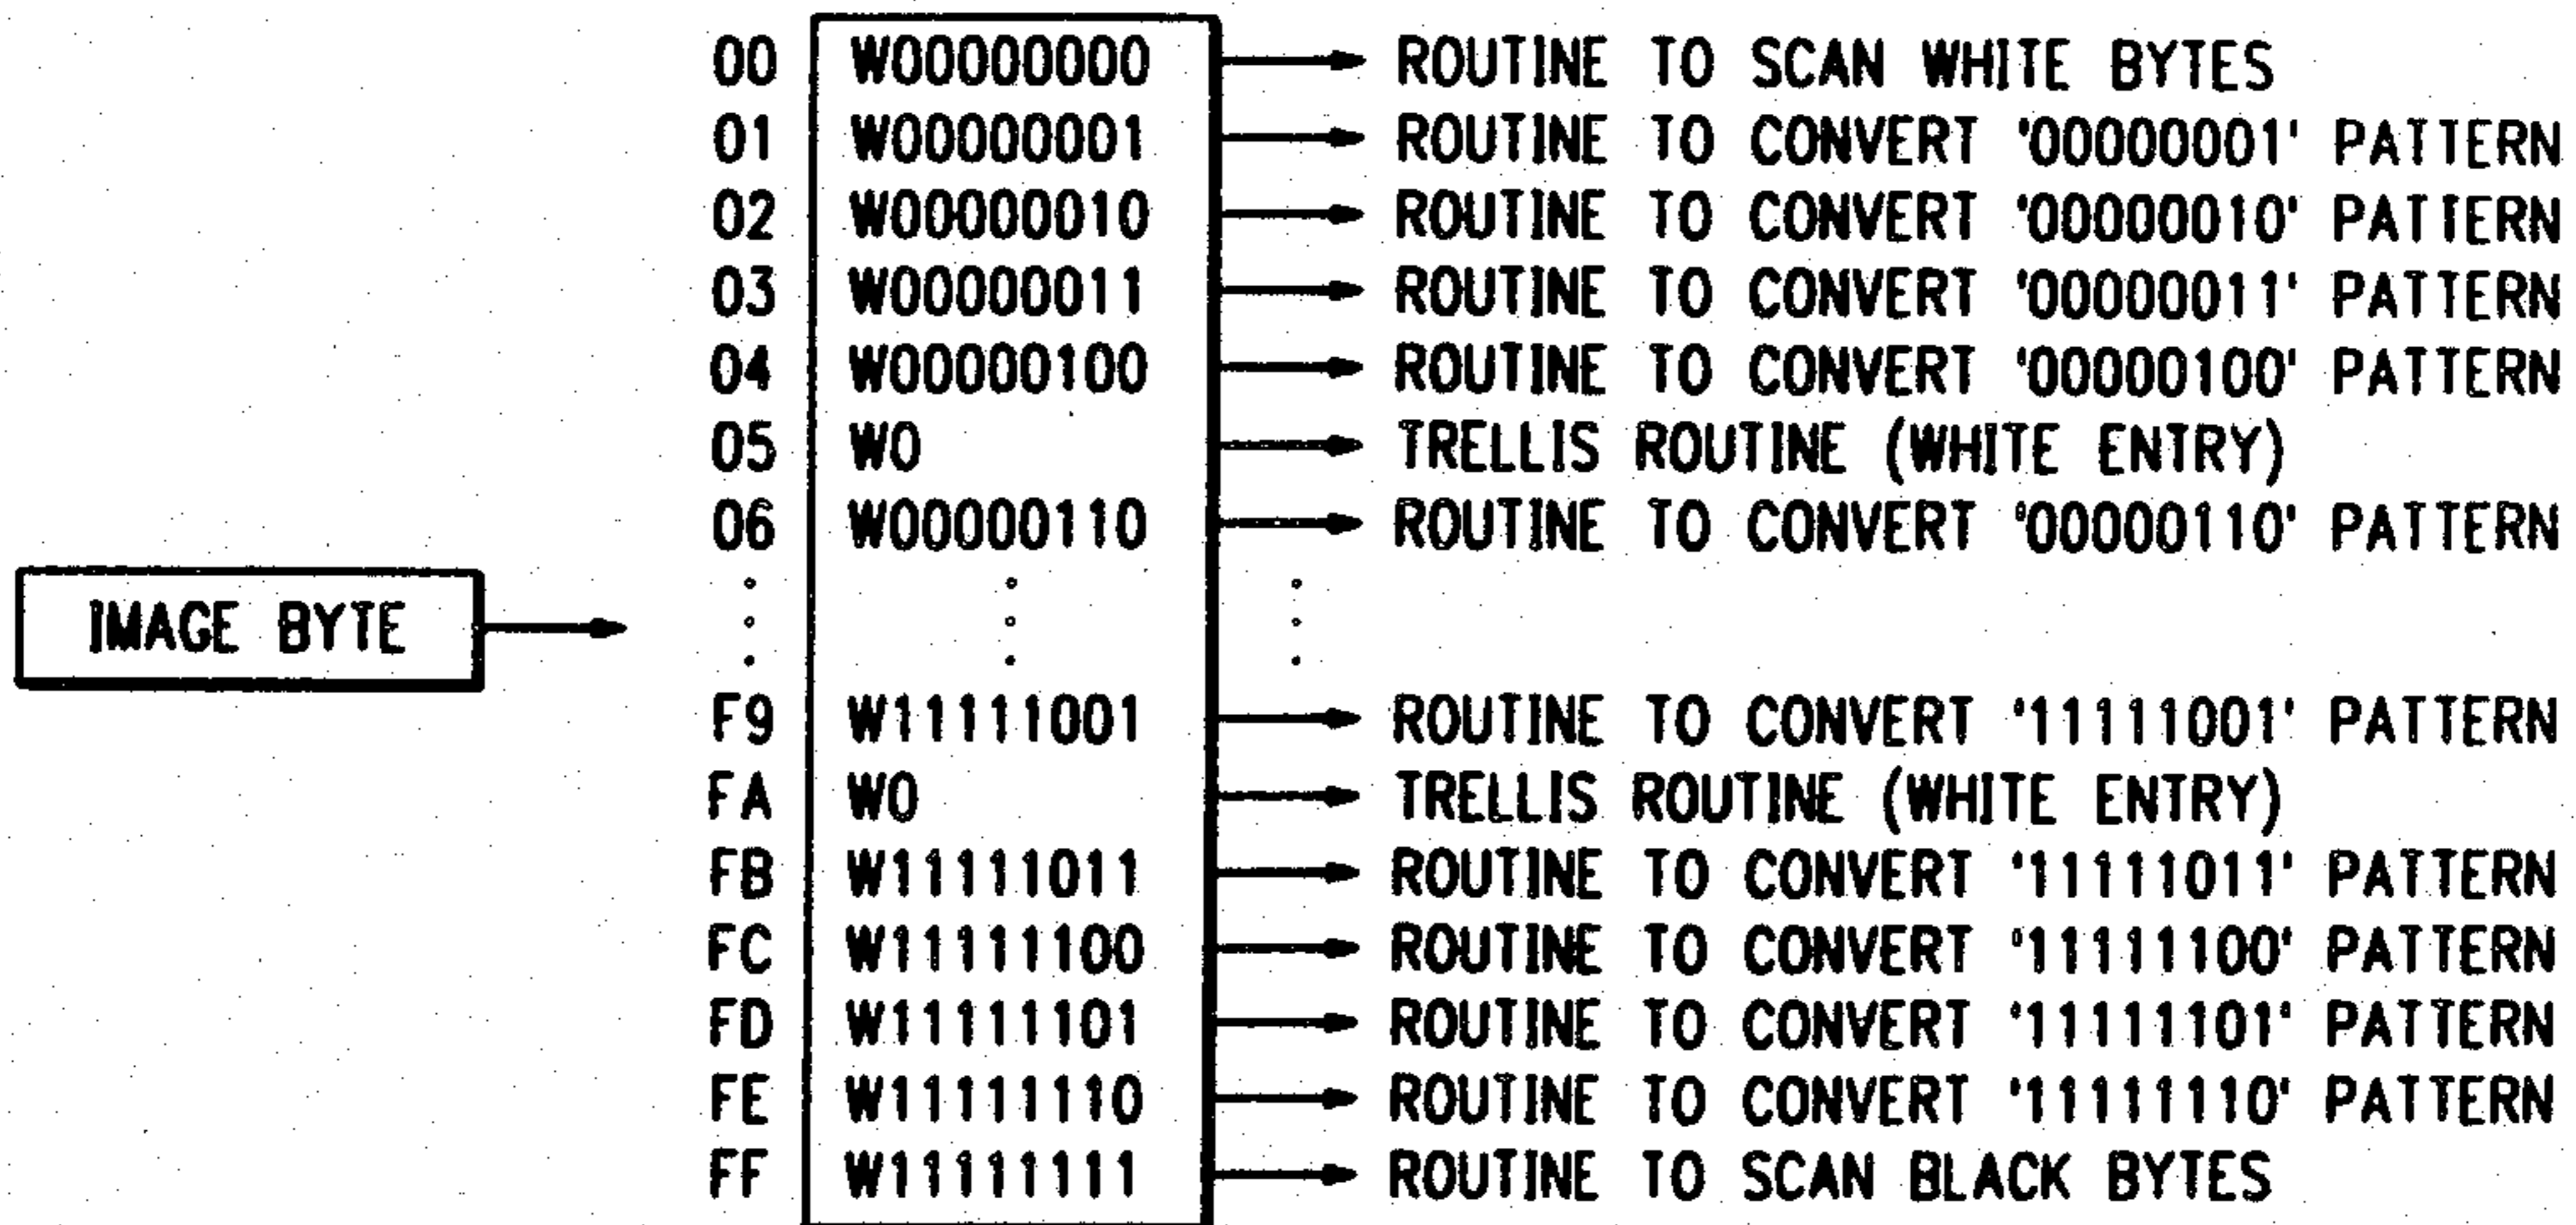 00 W00000000 ROUTINE TO SCAN WHITE BYTES
01 W00000001 ROUTINE TO CONVERT '00000001' PATTERN
02 W00000010 ROUTINE TO CONVERT '00000010' PATTERN
03 W00000011 ROUTINE TO CONVERT '00000011' PATTERN
04 W00000100 ROUTINE TO CONVERT '00000100' PATTERN
05 W0 TRELLIS ROUTINE (WHITE ENTRY)
06 W00000110 ROUTINE TO CONVERT '00000110' PATTERN
IMAGE BYTE
F9 W11111001 ROUTINE TO CONVERT '11111001' PATTERN
FA W0 TRELLIS ROUTINE (WHITE ENTRY)
FB W11111011 ROUTINE TO CONVERT '11111011' PATTERN
FC W11111100 ROUTINE TO CONVERT '11111100' PATTERN
FD W11111101 ROUTINE TO CONVERT '11111101' PATTERN
FE W11111110 ROUTINE TO CONVERT '11111110' PATTERN
FF W11111111 ROUTINE TO SCAN BLACK BYTES